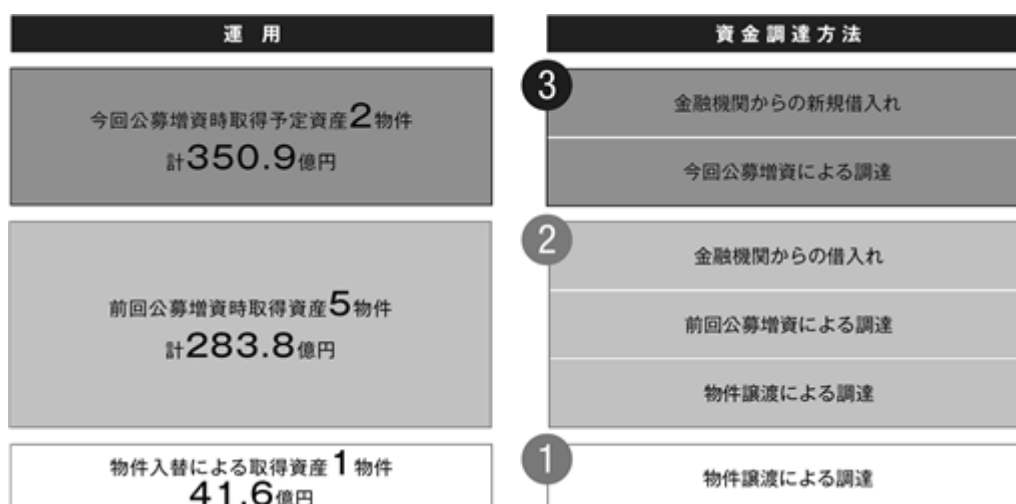 運用
今回公募増資時取得予定資産2物件
計350.9億円
前回公募増資時取得資産5物件
計283.8億円
物件入替による取得資産1物件
41.6億円
資金調達方法
3
金融機関からの新規借入れ
今回公募増資による調達
2
金融機関からの借入れ
前回公募増資による調達
物件譲渡による調達
1
物件譲渡による調達